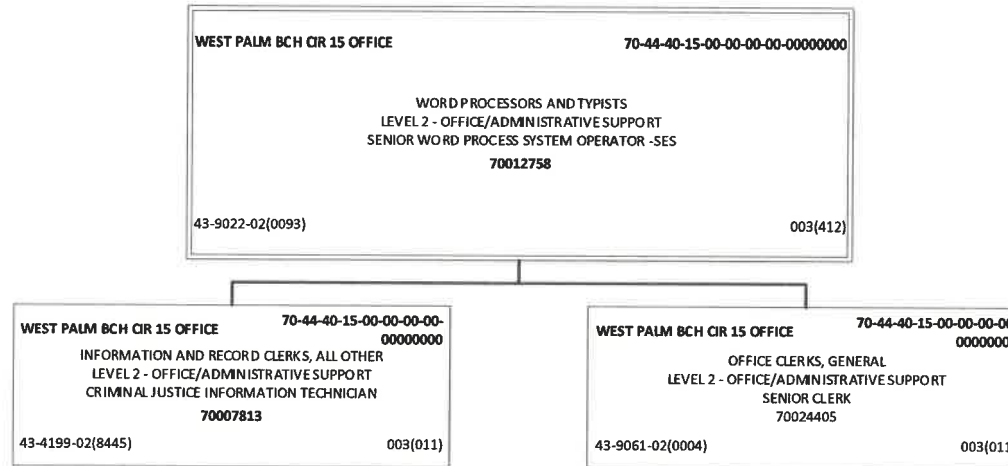 WEST PALM BCH CIR 15 OFFICE 70-44-40-15-00-00-00-00-00000000
WORD PROCESSORS AND TYPISTS
LEVEL 2 - OFFICE/ADMINISTRATIVE SUPPORT
SENIOR WORD PROCESS SYSTEM OPERATOR -SES
70012758
43-9022-02(0093) 003(412)
WEST PALM BCH CIR 15 OFFICE 70-44-40-15-00-00-00-00-
00000000
INFORMATION AND RECORD CLERKS, ALL OTHER
LEVEL 2 - OFFICE/ADMINISTRATIVE SUPPORT
CRIMINAL JUSTICE INFORMATION TECHNICIAN
70007813
43-4199-02(8445) 003(011)
WEST PALM BCH CIR 15 OFFICE
OFFICE CLERKS, GENERAL
LEVEL 2 - OFFICE/ADMINISTRATIVE SUPPORT
SENIOR CLERK
70024405
43-9061-02(0004)